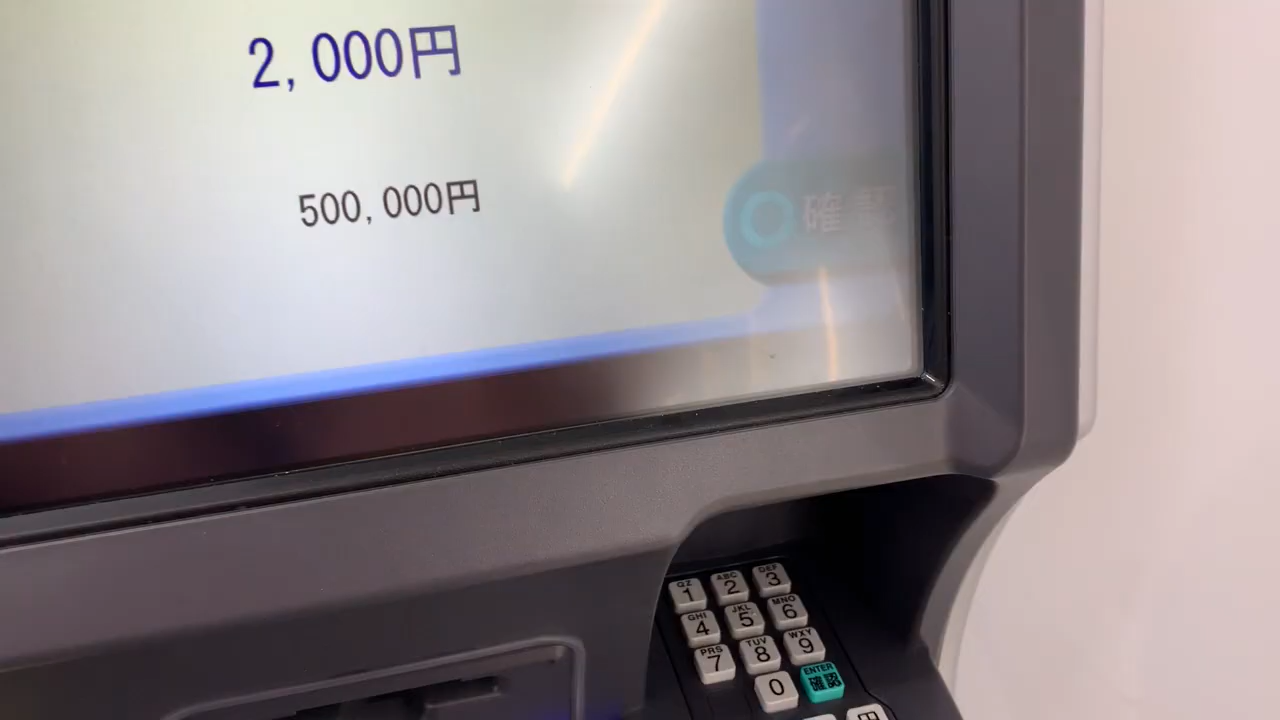 2,000円
500,000円
確認
QZ 1
ABC 2
DEF 3
GHI 4
JKL 5
MNO 6
PRS 7
TUV 8
WXY 9
0
ENTER 確認
円